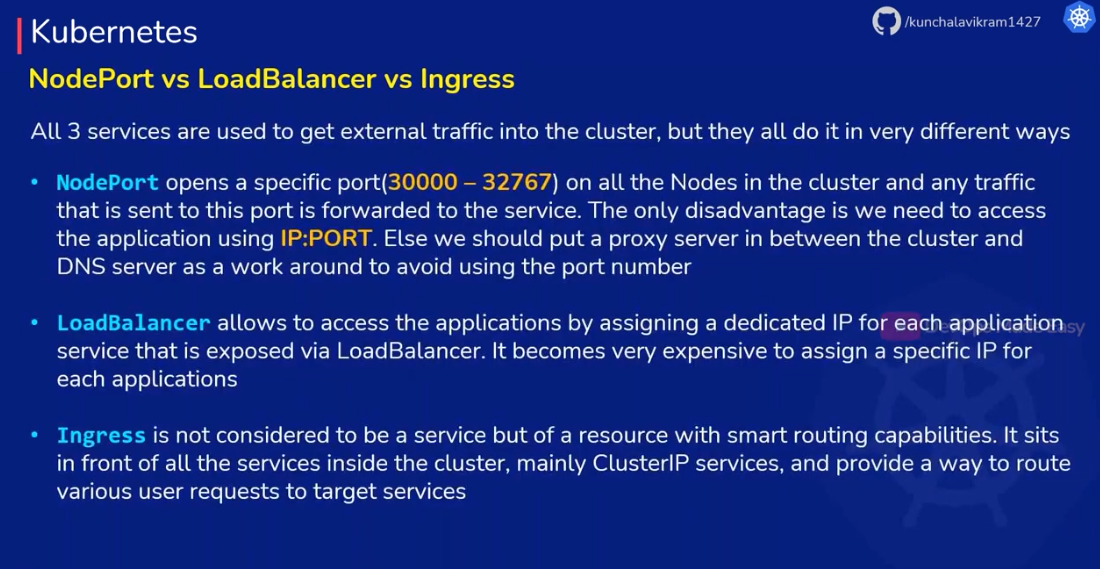 Kubernetes
/kunchalavikram1427
NodePort vs LoadBalancer vs Ingress
All 3 services are used to get external traffic into the cluster, but they all do it in very different ways
• NodePort opens a specific port(30000 – 32767) on all the Nodes in the cluster and any traffic
that is sent to this port is forwarded to the service. The only disadvantage is we need to access
the application using IP:PORT. Else we should put a proxy server in between the cluster and
DNS server as a work around to avoid using the port number
• LoadBalancer allows to access the applications by assigning a dedicated IP for each application
service that is exposed via LoadBalancer. It becomes very expensive to assign a specific IP for
each applications
• Ingress is not considered to be a service but of a resource with smart routing capabilities. It sits
in front of all the services inside the cluster, mainly ClusterIP services, and provide a way to route
various user requests to target services
Made Easy